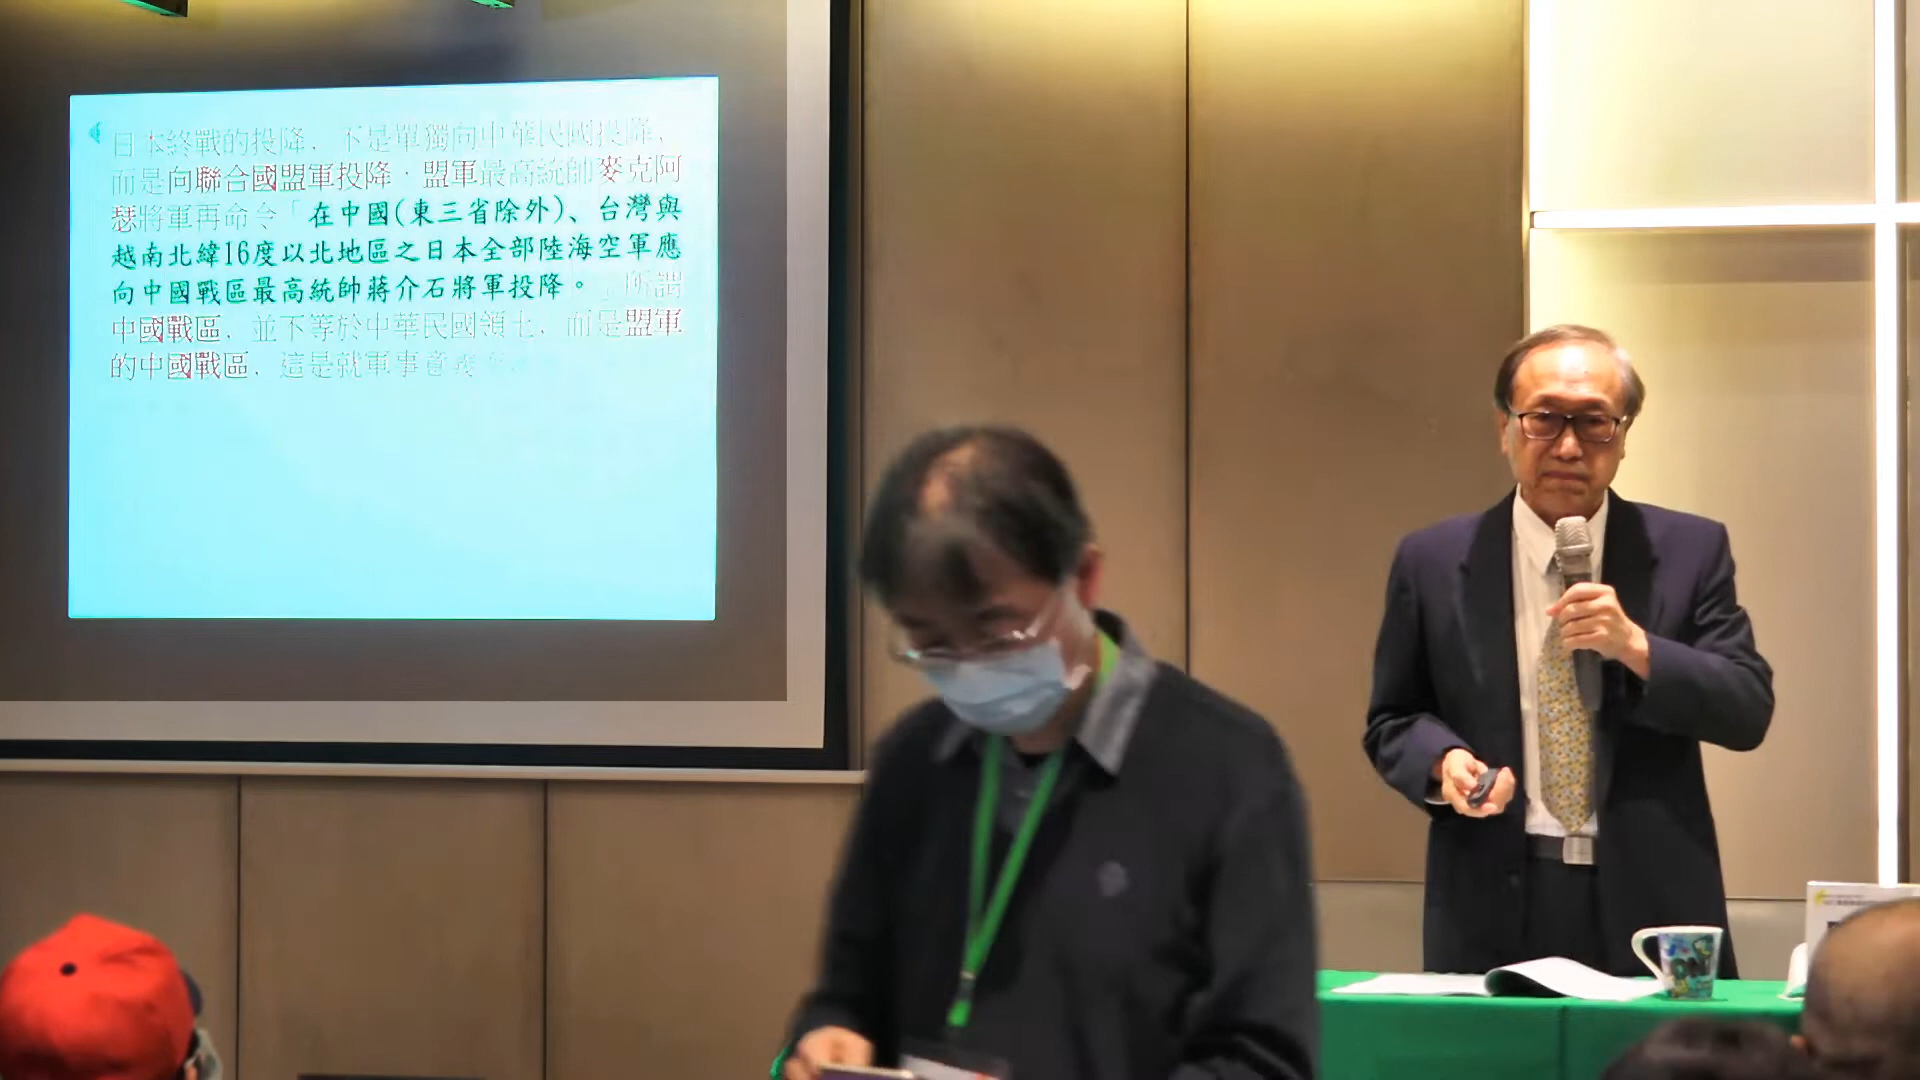 日本終戰的投降，不是單獨向中華民國投降，
而是向聯合國盟軍投降．盟軍最高統帥麥克阿
瑟將軍再命令「在中國(東三省除外)、台灣與
越南北緯16度以北地區之日本全部陸海空軍應
向中國戰區最高統帥蔣介石將軍投降。」所謂
中國戰區，並不等於中華民國領土，而是盟軍
的中國戰區，這是就軍事意義